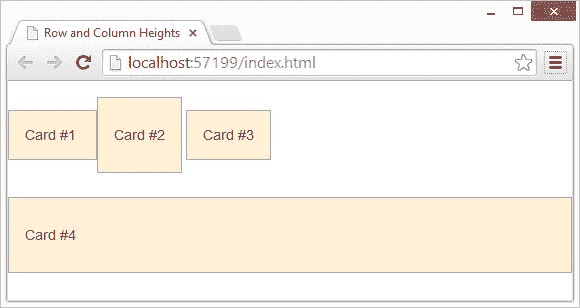 Row and Column Heights
localhost:57199/index.html
Card #1
Card #2
Card #3
Card #4